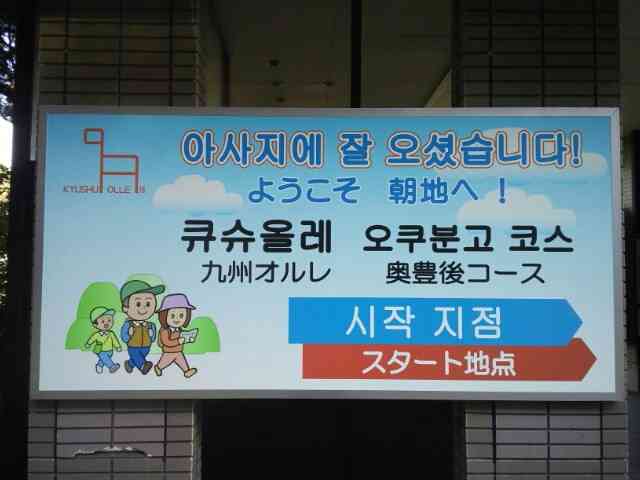 KYUSHU OLLE
아사지에 잘 오셨습니다!
ようこそ 朝地へ!
큐슈올레 오쿠분고 코스
九州オルレ 奥豊後コース
시작 지점
スタート地点